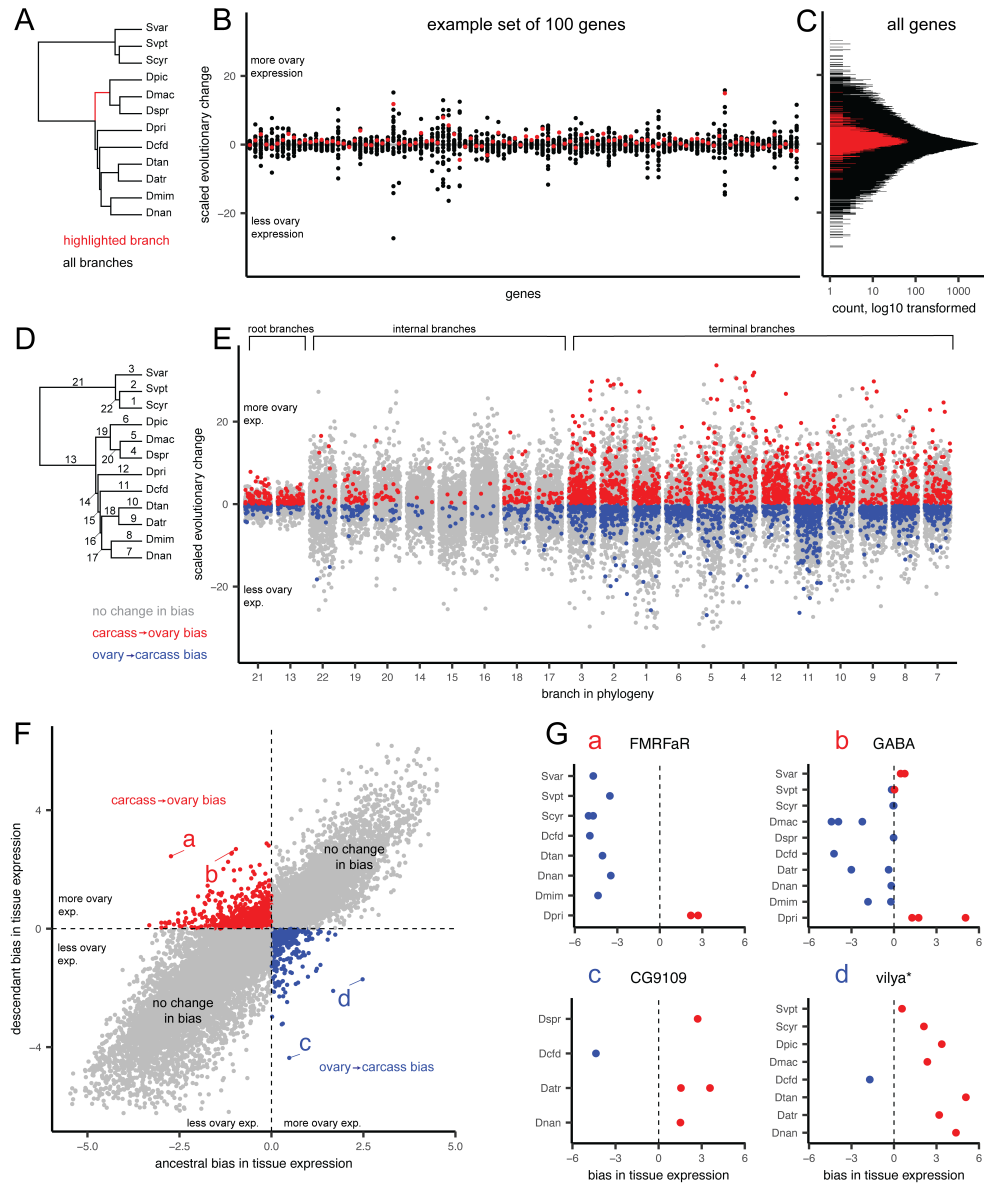 A
Svar
Svpt
Scyr
Dpic
Dmac
Dspr
Dpri
Dcfd
Dtan
Datr
Dmim
Dnan
highlighted branch
all branches
B
example set of 100 genes
scaled evolutionary change
more ovary
expression
20
0
−20
less ovary
expression
genes
C
all genes
1
10
100
1000
count, log10 transformed
D
21
3
Svar
2
Svpt
1
Scyr
22
6
Dpic
19
5
Dmac
4
Dspr
20
13
12
Dpri
11
Dcfd
14
10
Dtan
18
9
Datr
15
8
Dmim
16
7
Dnan
17
no change in bias
carcass→ovary bias
ovary→carcass bias
E
root branches
internal branches
terminal branches
scaled evolutionary change
more ovary
exp.
20
0
−20
less ovary
exp.
21 13 22 19 20 14 15 16 18 17 3 2 1 6 5 4 12 11 10 9 8 7
branch in phylogeny
F
descendant bias in tissue expression
carcass→ovary bias
a
b
no change
in bias
4
more ovary
exp.
0
less ovary
exp.
no change
in bias
d
c
−4
ovary→carcass bias
less ovary exp.
more ovary exp.
−5.0 −2.5 0.0 2.5 5.0
ancestral bias in tissue expression
G
a FMRFaR
Svar
Svpt
Scyr
Dcfd
Dtan
Dnan
Dmim
Dpri
−6 −3 0 3 6
b GABA
Svar
Svpt
Scyr
Dmac
Dspr
Dcfd
Datr
Dnan
Dmim
Dpri
−6 −3 0 3 6
c CG9109
Dspr
Dcfd
Datr
Dnan
−6 −3 0 3 6
bias in tissue expression
d vilya*
Svpt
Scyr
Dpic
Dmac
Dcfd
Dtan
Datr
Dnan
−6 −3 0 3 6
bias in tissue expression